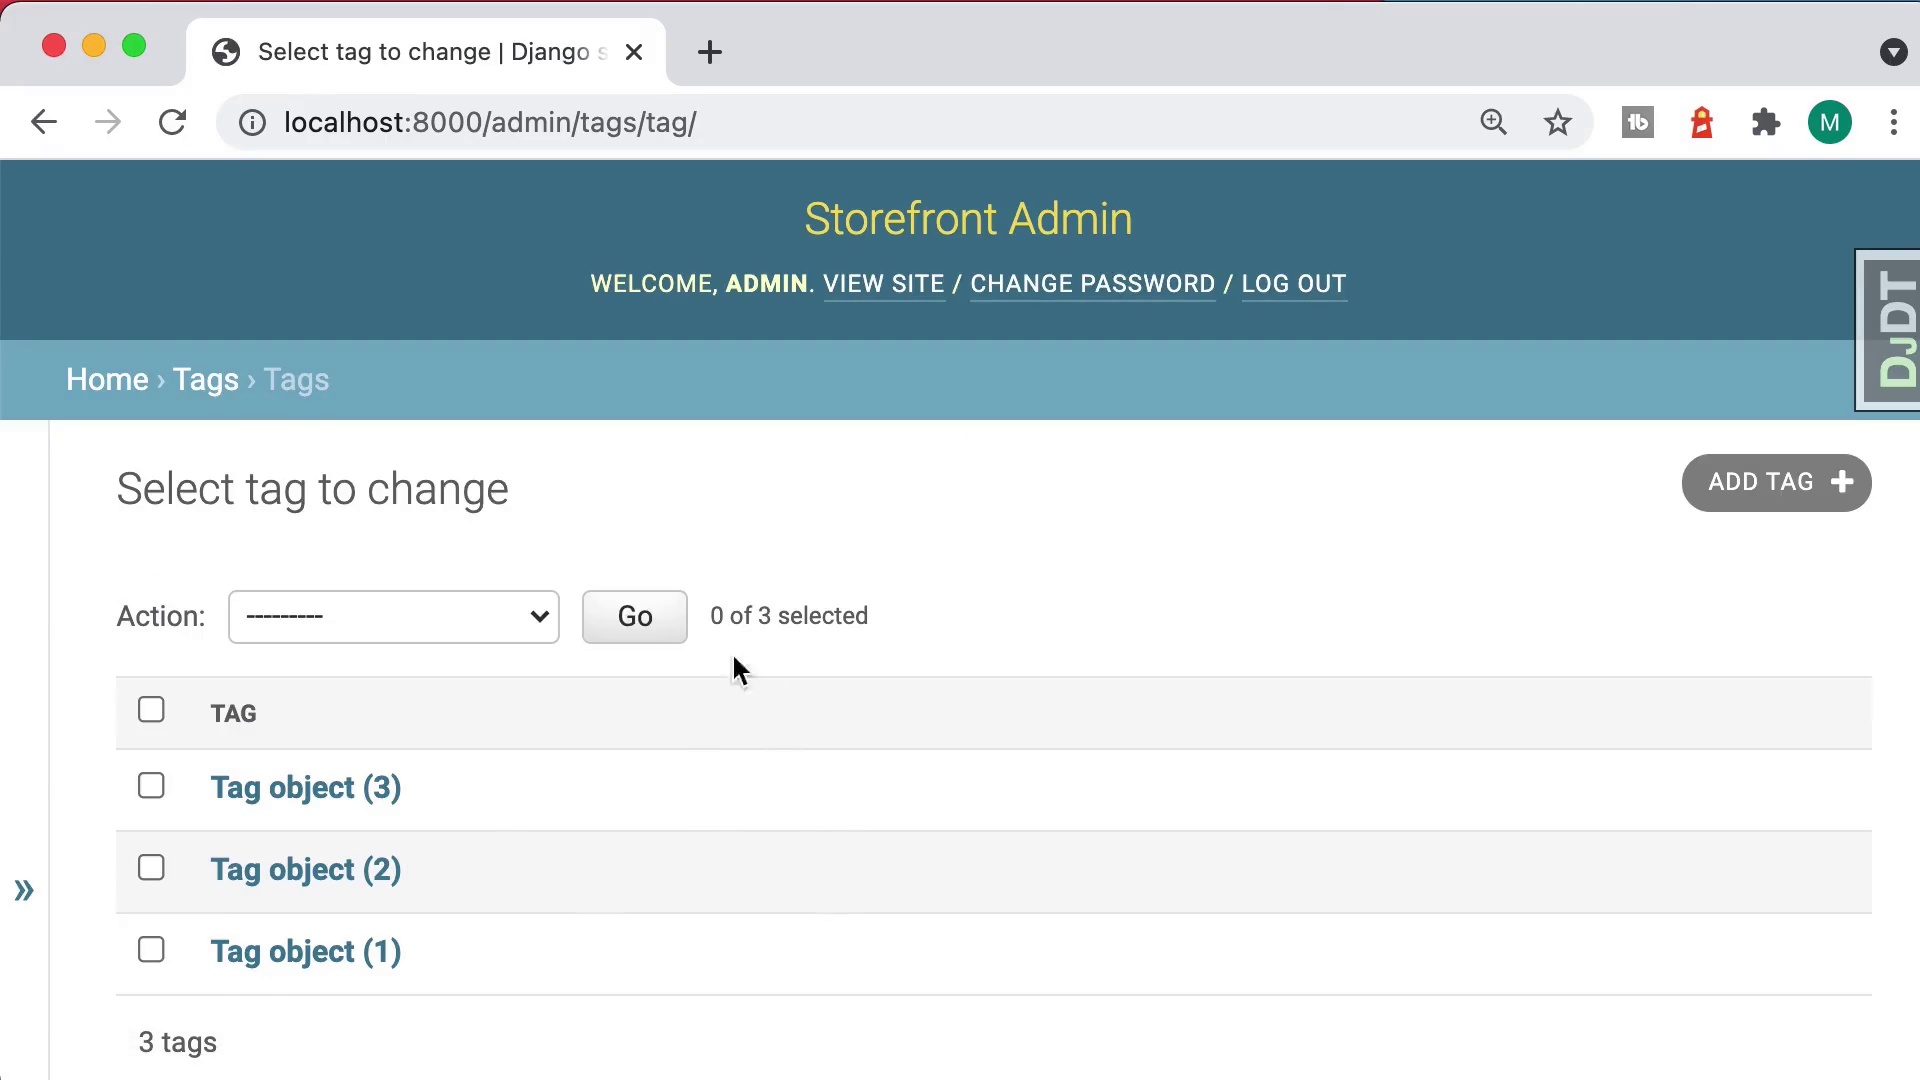 Select tag to change | Django s
localhost:8000/admin/tags/tag/
M
Storefront Admin
WELCOME, ADMIN. VIEW SITE / CHANGE PASSWORD / LOG OUT
DJDT
Home › Tags › Tags
Select tag to change
ADD TAG +
Action: --------- Go 0 of 3 selected
TAG
Tag object (3)
Tag object (2)
»
Tag object (1)
3 tags